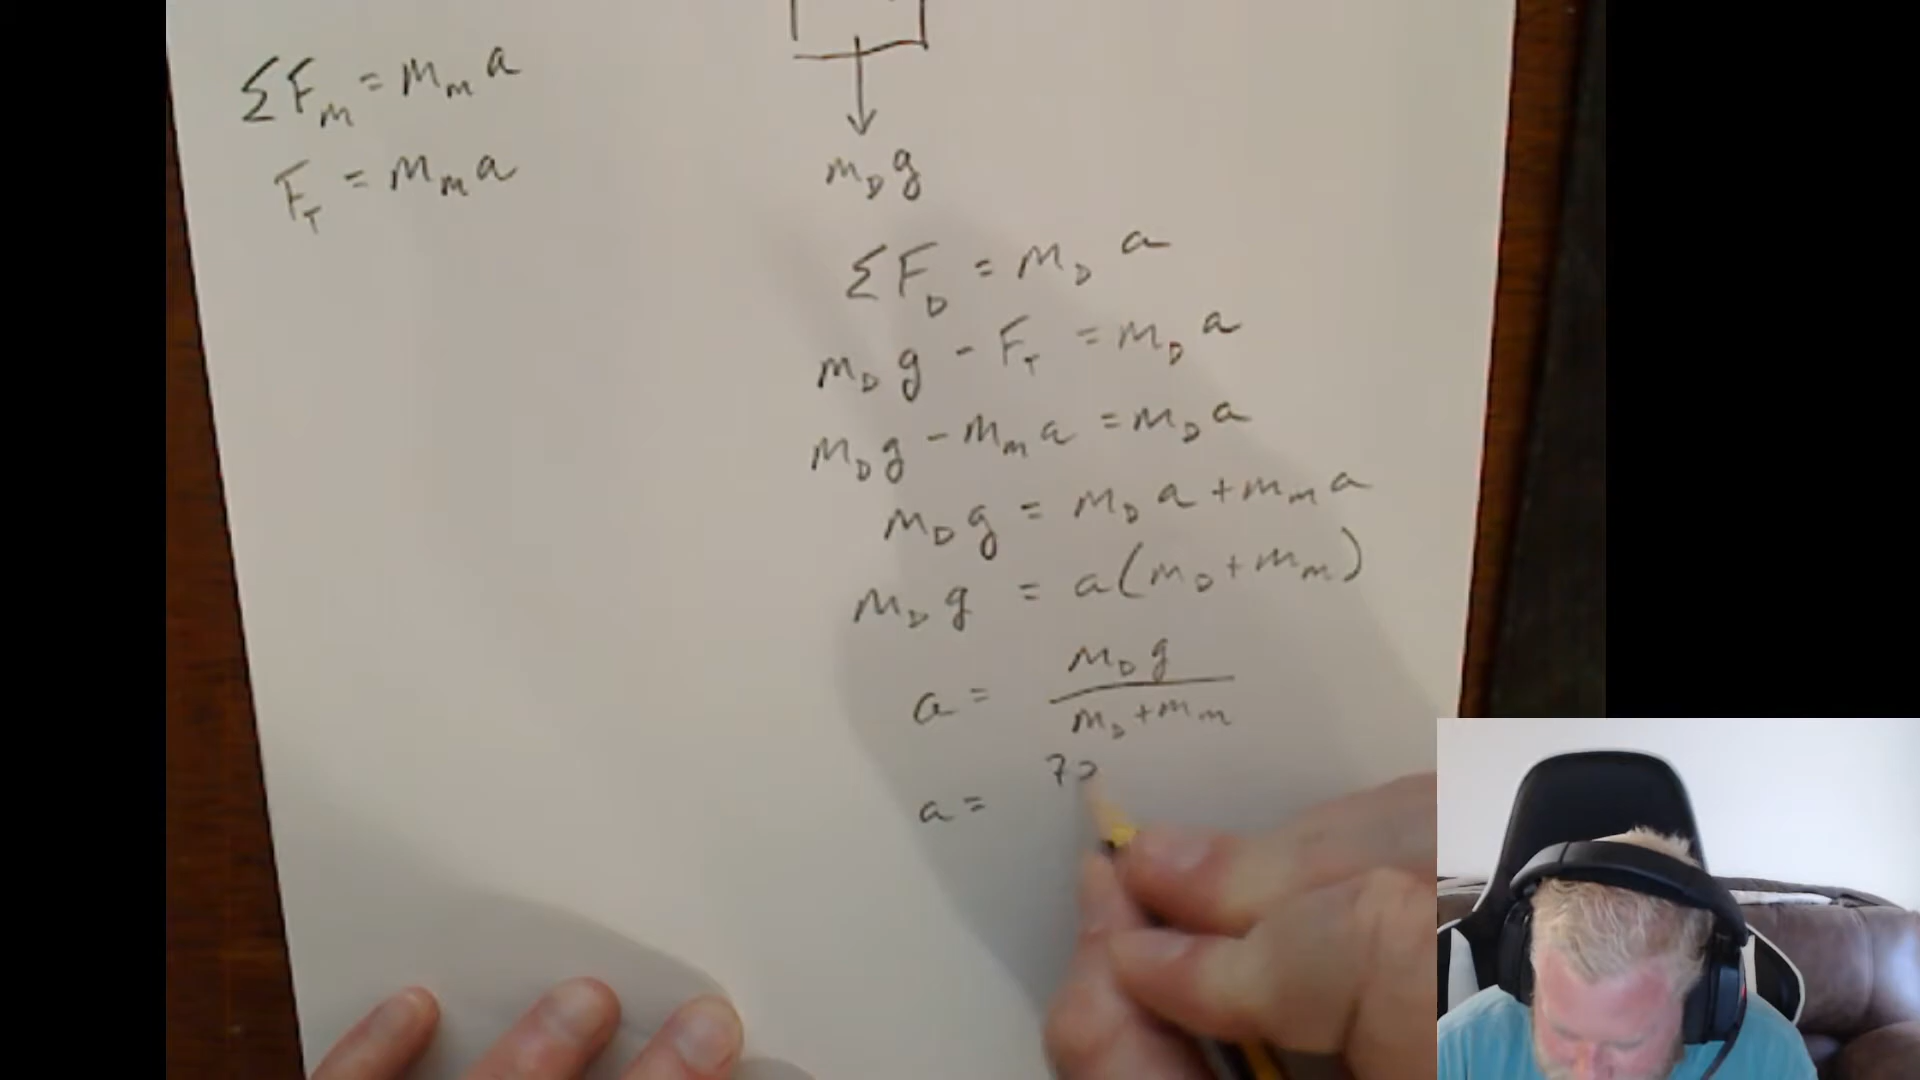 ΣF_m = m_m a
F_T = m_m a
m_D g
ΣF_D = m_D a
m_D g - F_T = m_D a
m_D g - m_m a = m_D a
m_D g = m_D a + m_m a
m_D g = a(m_D + m_m)
a = m_D g / m_D + m_m
a = 70